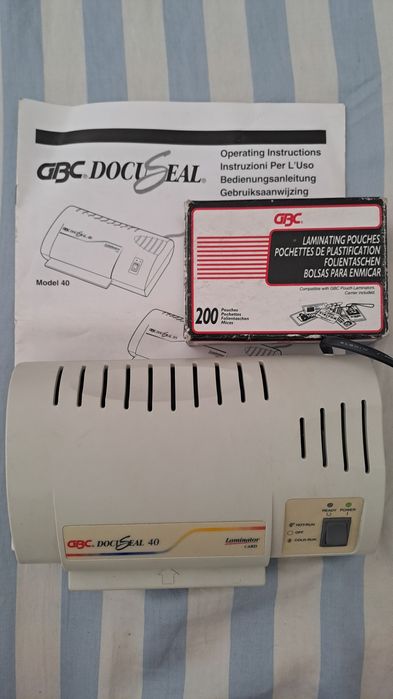 GBC® DOCUSEAL®
Operating Instructions
Instruzioni Per L'Uso
Bedienungsanleitung
Gebruiksaanwijzing
Model 40
GBC®
LAMINATING POUCHES
POCHETTES DE PLASTIFICATION
FOLIENTASCHEN
BOLSAS PARA ENMICAR
Compatible with GBC Pouch Laminators.
Carrier Included.
200
Pouches
Pochettes
Folientaschen
Micas
READY POWER
HOT/RUN
OFF
COLD/RUN
GBC® DOCUSEAL 40
Laminator
CARD